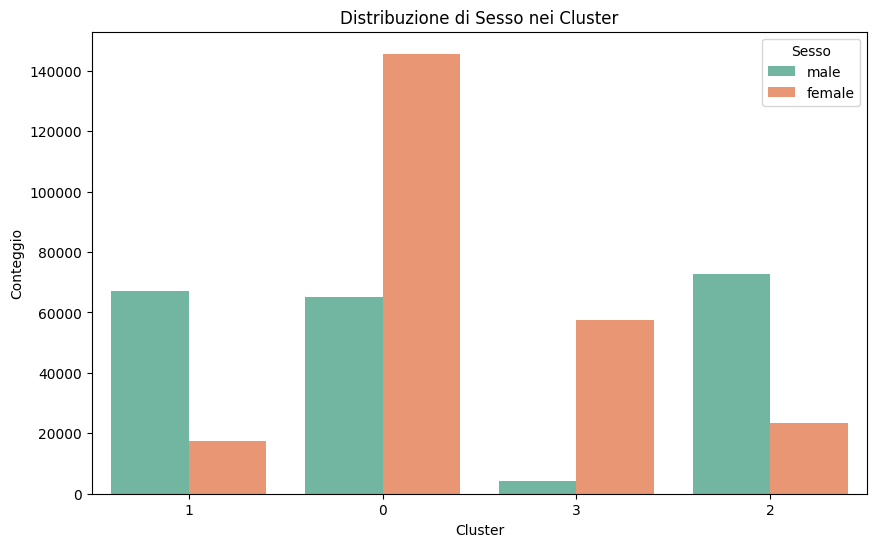 Distribuzione di Sesso nei Cluster
Sesso
male
female
Conteggio
140000
120000
100000
80000
60000
40000
20000
0
1 0 3 2
Cluster